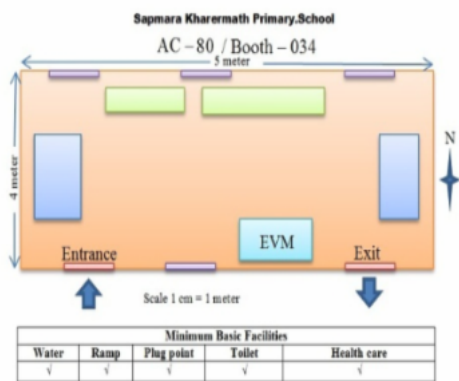 Sapmara Kharermath Primary.School
AC – 80 / Booth – 034
5 meter
4 meter
N
EVM
Entrance
Exit
Scale 1 cm = 1 meter
Minimum Basic Facilities
Water Ramp Plug point Toilet Health care
√ √ √ √ √